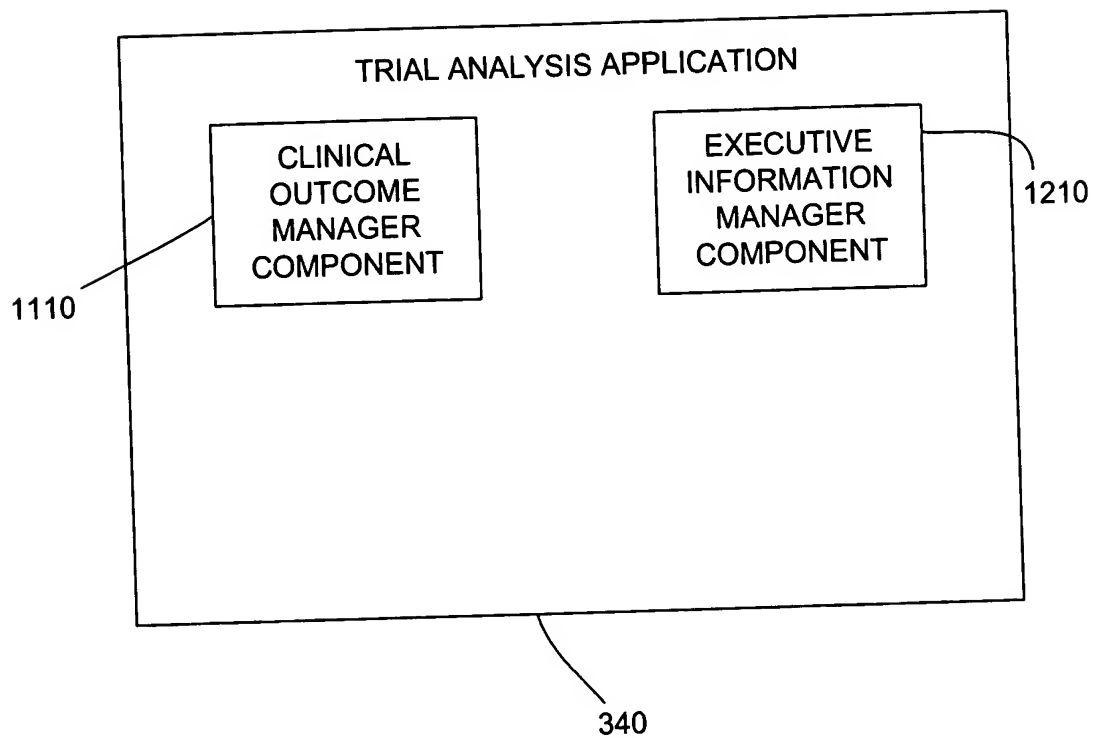 TRIAL ANALYSIS APPLICATION
CLINICAL
OUTCOME
MANAGER
COMPONENT
EXECUTIVE
INFORMATION
MANAGER
COMPONENT
1110
1210
340